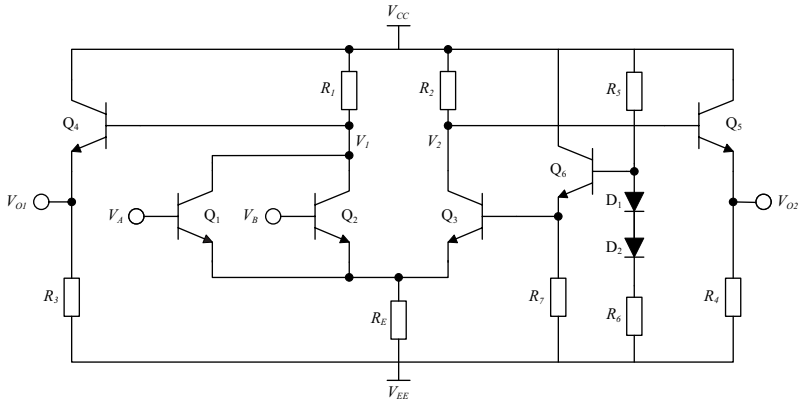 V_CC
R_1
R_2
R_5
Q_4
Q_5
V_1
V_2
Q_6
V_O1
V_A
Q_1
V_B
Q_2
Q_3
D_1
V_O2
D_2
R_3
R_E
R_7
R_6
R_4
V_EE